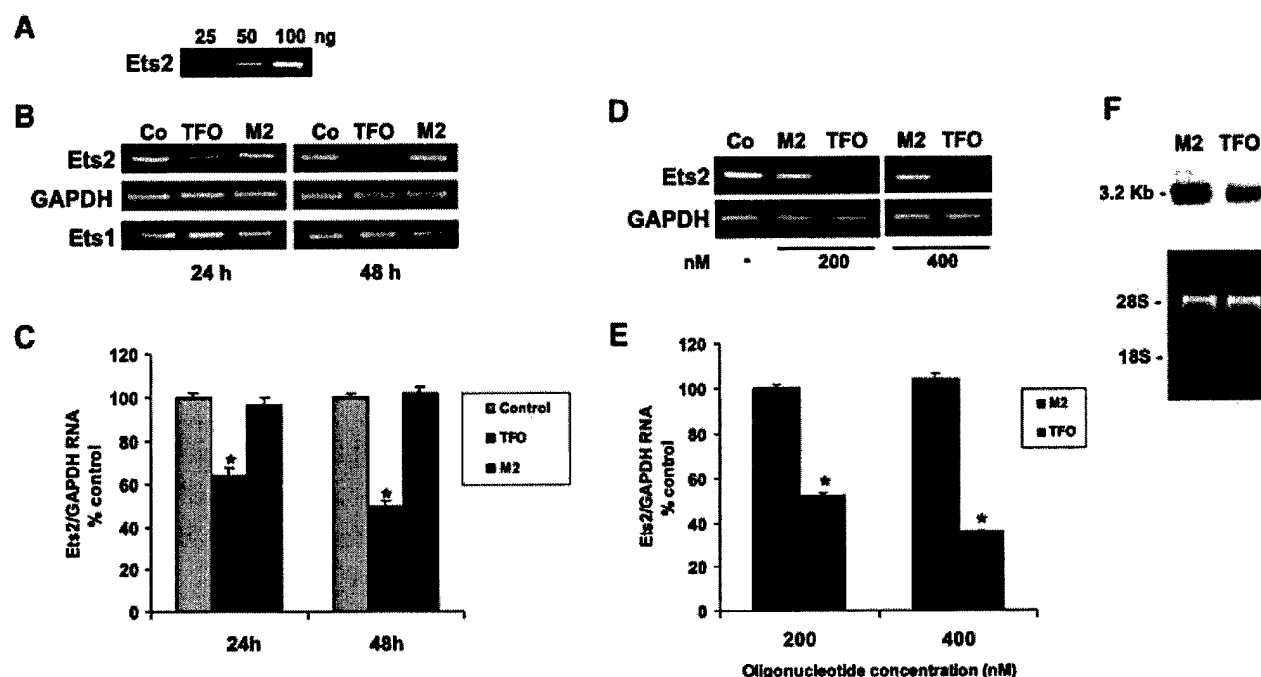 A
25 50 100 ng
Ets2
B
Co TFO M2 Co TFO M2
Ets2
GAPDH
Ets1
24 h 48 h
C
120
100
80
60
40
20
0
Ets2/GAPDH RNA
% control
*
*
24h 48h
Control
TFO
M2
D
Co M2 TFO M2 TFO
Ets2
GAPDH
nM - 200 400
E
120
100
80
60
40
20
0
Ets2/GAPDH RNA
% control
*
*
200 400
Oligonucleotide concentration (nM)
M2
TFO
F
M2 TFO
3.2 Kb -
28S -
18S -